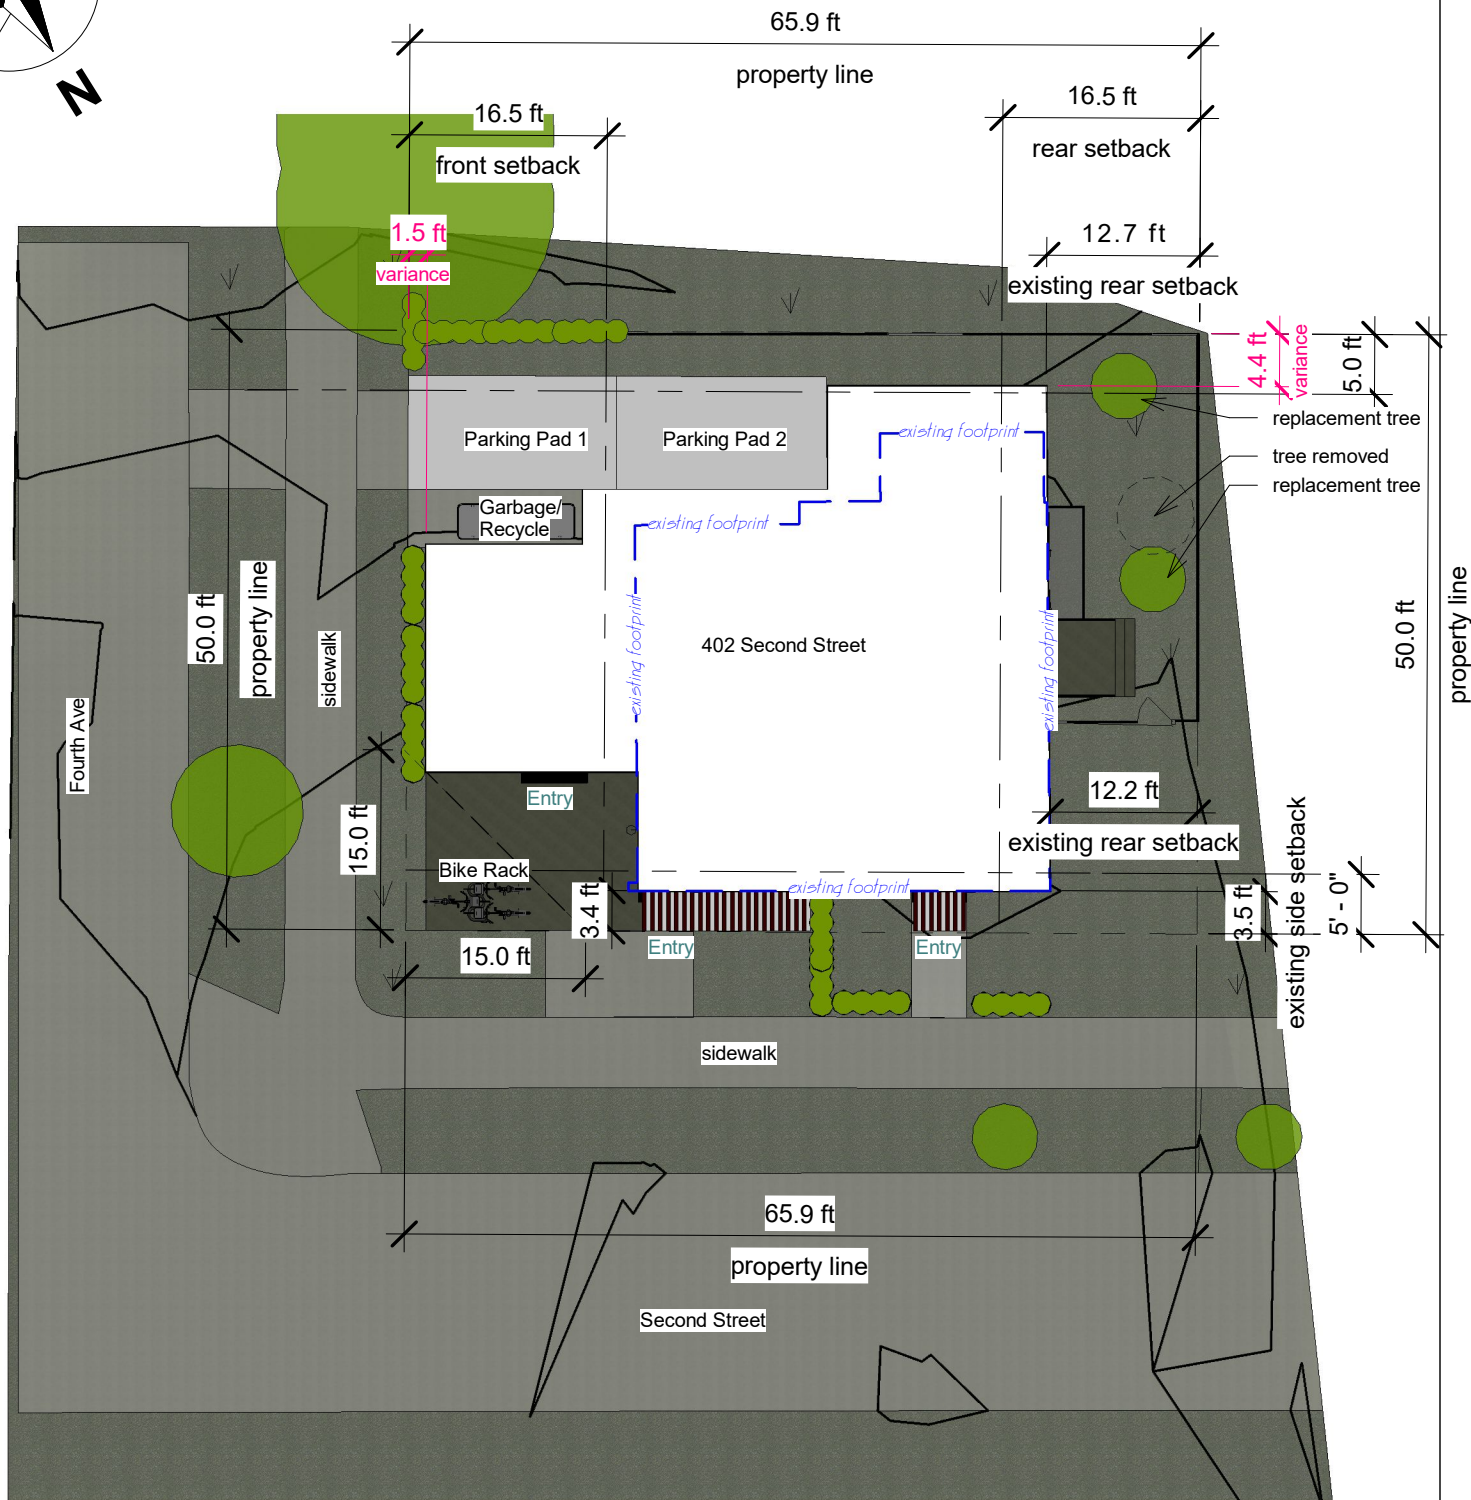 65.9 ft
property line
N
16.5 ft
front setback
16.5 ft
rear setback
1.5 ft
variance
12.7 ft
existing rear setback
4.4 ft
variance
5.0 ft
replacement tree
tree removed
replacement tree
Parking Pad 1
Parking Pad 2
existing footprint
Garbage/
Recycle
existing footprint
50.0 ft
property line
sidewalk
existing footprint
402 Second Street
existing footprint
50.0 ft
property line
Fourth Ave
15.0 ft
Entry
12.2 ft
existing rear setback
Bike Rack
3.4 ft
existing footprint
3.5 ft
existing side setback
5' - 0"
15.0 ft
Entry
Entry
sidewalk
65.9 ft
property line
Second Street